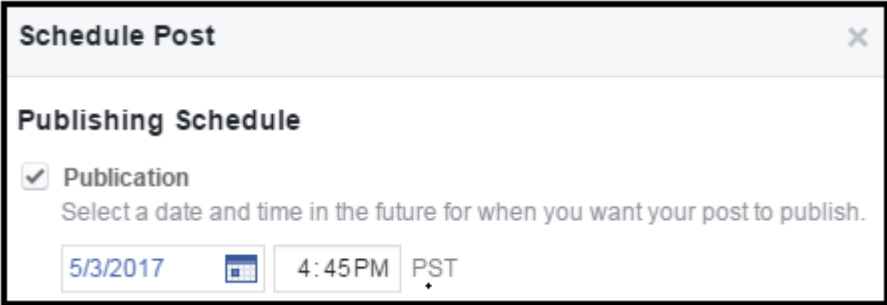 Schedule Post
Publishing Schedule
Publication
Select a date and time in the future for when you want your post to publish.
5/3/2017 4:45PM PST